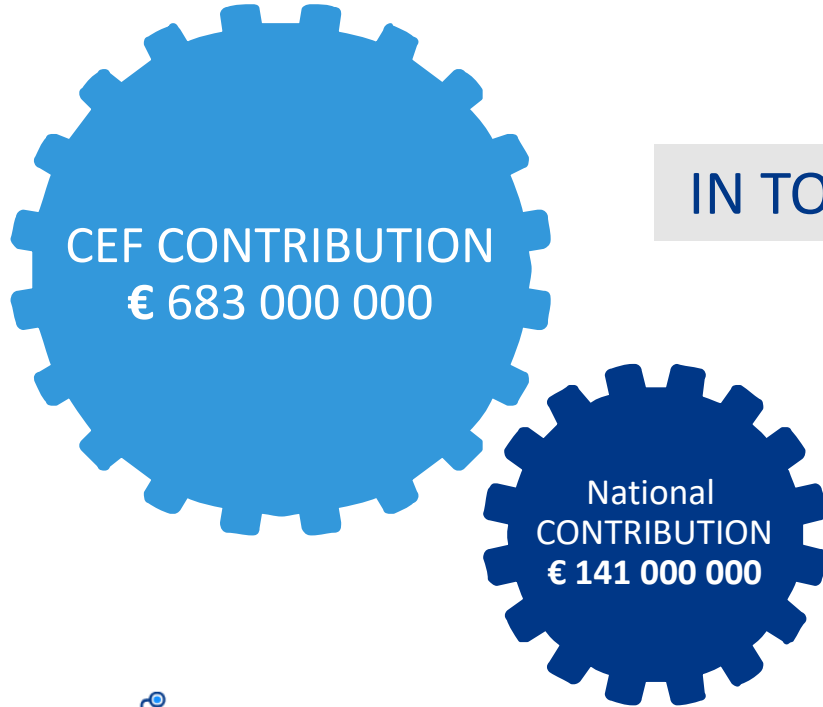 IN TO
CEF CONTRIBUTION
€ 683 000 000
National
CONTRIBUTION
€ 141 000 000